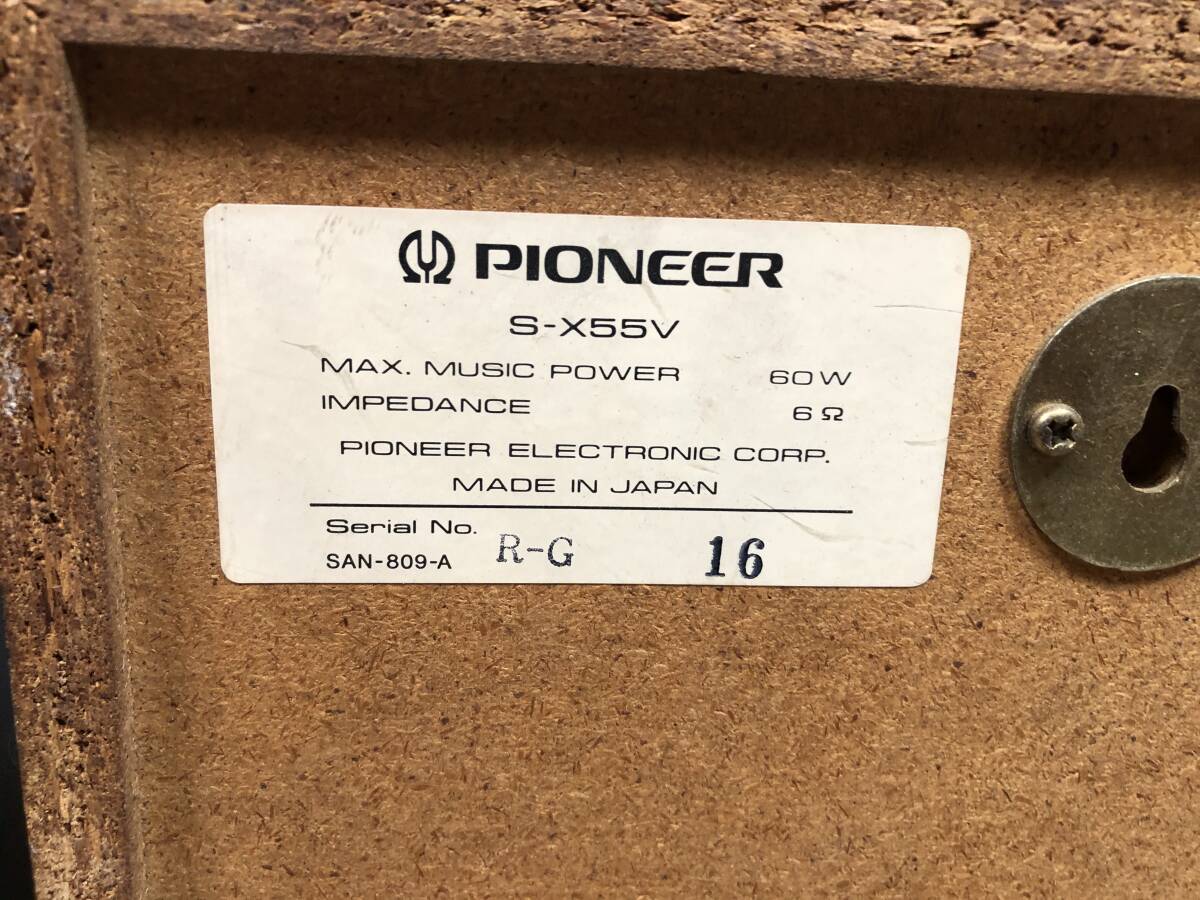 PIONEER
S-X55V
MAX. MUSIC POWER 60W
IMPEDANCE 6Ω
PIONEER ELECTRONIC CORP.
MADE IN JAPAN
Serial No.
SAN-809-A R-G 16